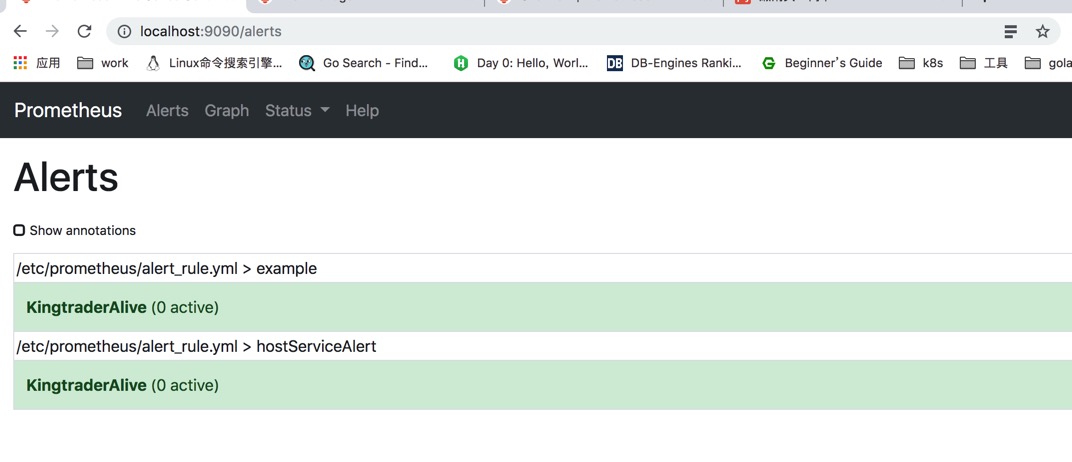 localhost:9090/alerts
应用 work Linux命令搜索引擎... Go Search - Find... Day 0: Hello, Worl... DB DB-Engines Ranki... Beginner's Guide k8s 工具 gola
Prometheus Alerts Graph Status Help
Alerts
Show annotations
/etc/prometheus/alert_rule.yml > example
KingtraderAlive (0 active)
/etc/prometheus/alert_rule.yml > hostServiceAlert
KingtraderAlive (0 active)